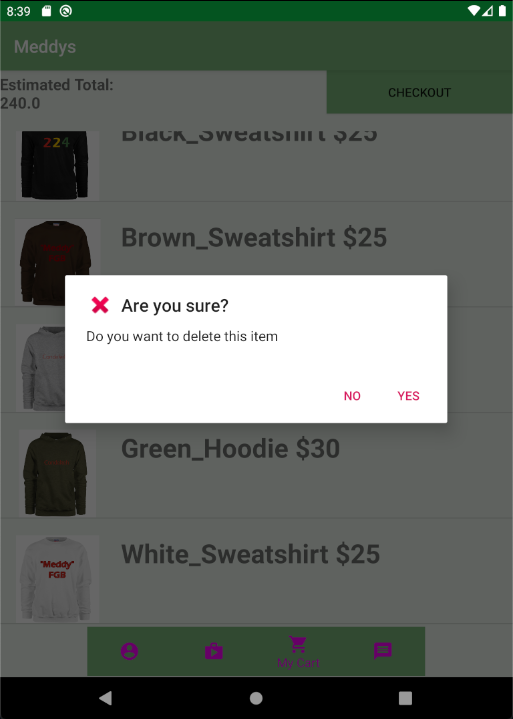 8:39
Meddys
Estimated Total:
240.0
CHECKOUT
224
Black_Sweatshirt $25
Brown_Sweatshirt $25
Are you sure?
Do you want to delete this item
NO YES
Green_Hoodie $30
"Meddy"
FGB
White_Sweatshirt $25
My Cart